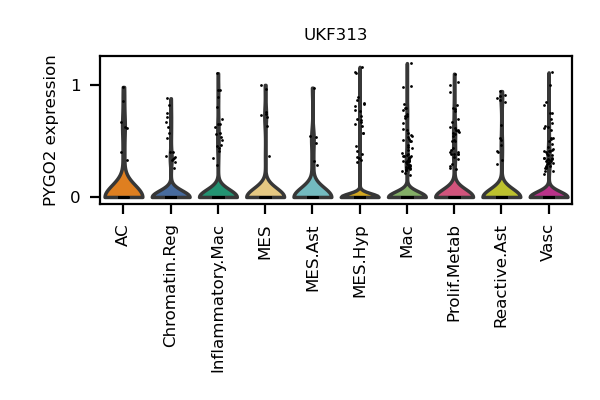 UKF313
PYGO2 expression
1
0
AC
Chromatin.Reg
Inflammatory.Mac
MES
MES.Ast
MES.Hyp
Mac
Prolif.Metab
Reactive.Ast
Vasc